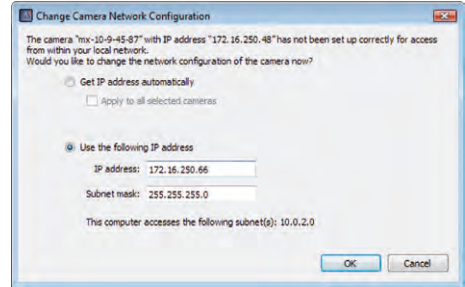 Change Camera Network Configuration
The camera "mx-10-9-45-87" with IP address "172.16.250.48" has not been set up correctly for access
from within your local network.
Would you like to change the network configuration of the camera now?
Get IP address automatically
Apply to all selected cameras
Use the following IP address
IP address: 172.16.250.66
Subnet mask: 255.255.255.0
This computer accesses the following subnet(s): 10.0.2.0
OK Cancel